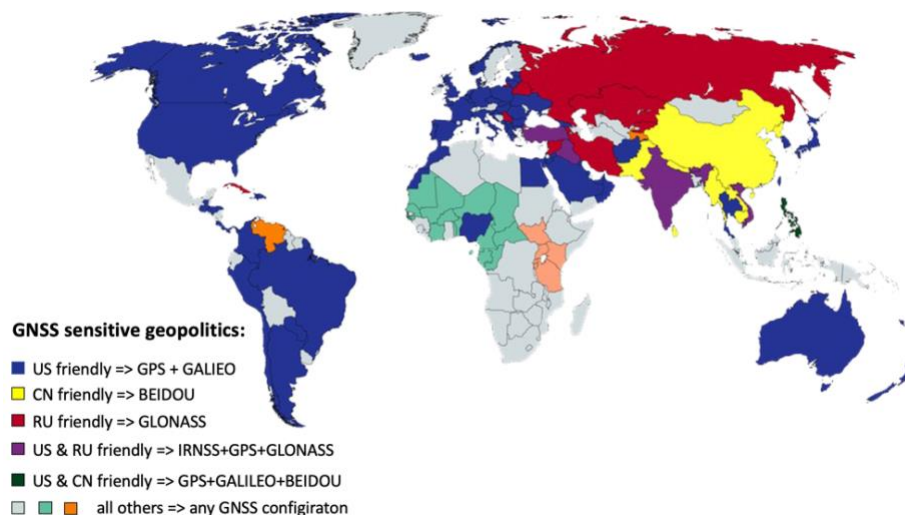 GNSS sensitive geopolitics:
US friendly => GPS + GALIEO
CN friendly => BEIDOU
RU friendly => GLONASS
US & RU friendly => IRNSS+GPS+GLONASS
US & CN friendly => GPS+GALILEO+BEIDOU
all others => any GNSS configiraton